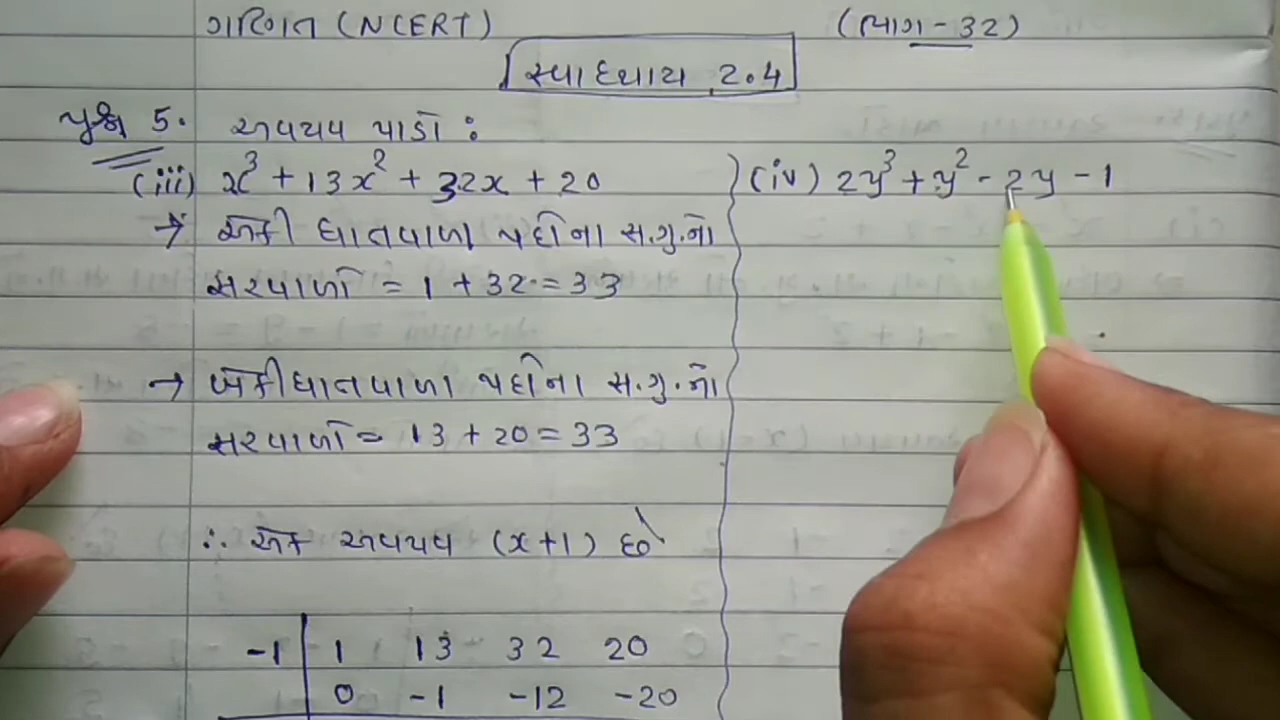 ગણિત (NCERT) (ભાગ - 32)
સ્વાધ્યાય 2.4
પ્રશ્ન 5. અવયવ પાડો :
(iii) x³ + 13x² + 32x + 20
→ એકી ઘાતવાળા પદોના સ.ગુ.નો
સરવાળો = 1 + 32 = 33
→ બેકીઘાતવાળા પદોના સ.ગુ.નો
સરવાળો = 13 + 20 = 33
∴ એક અવયવ (x+1) હશે
-1 | 1 13 32 20
0 -1 -12 -20
(iv) 2y³ + y² - 2y - 1